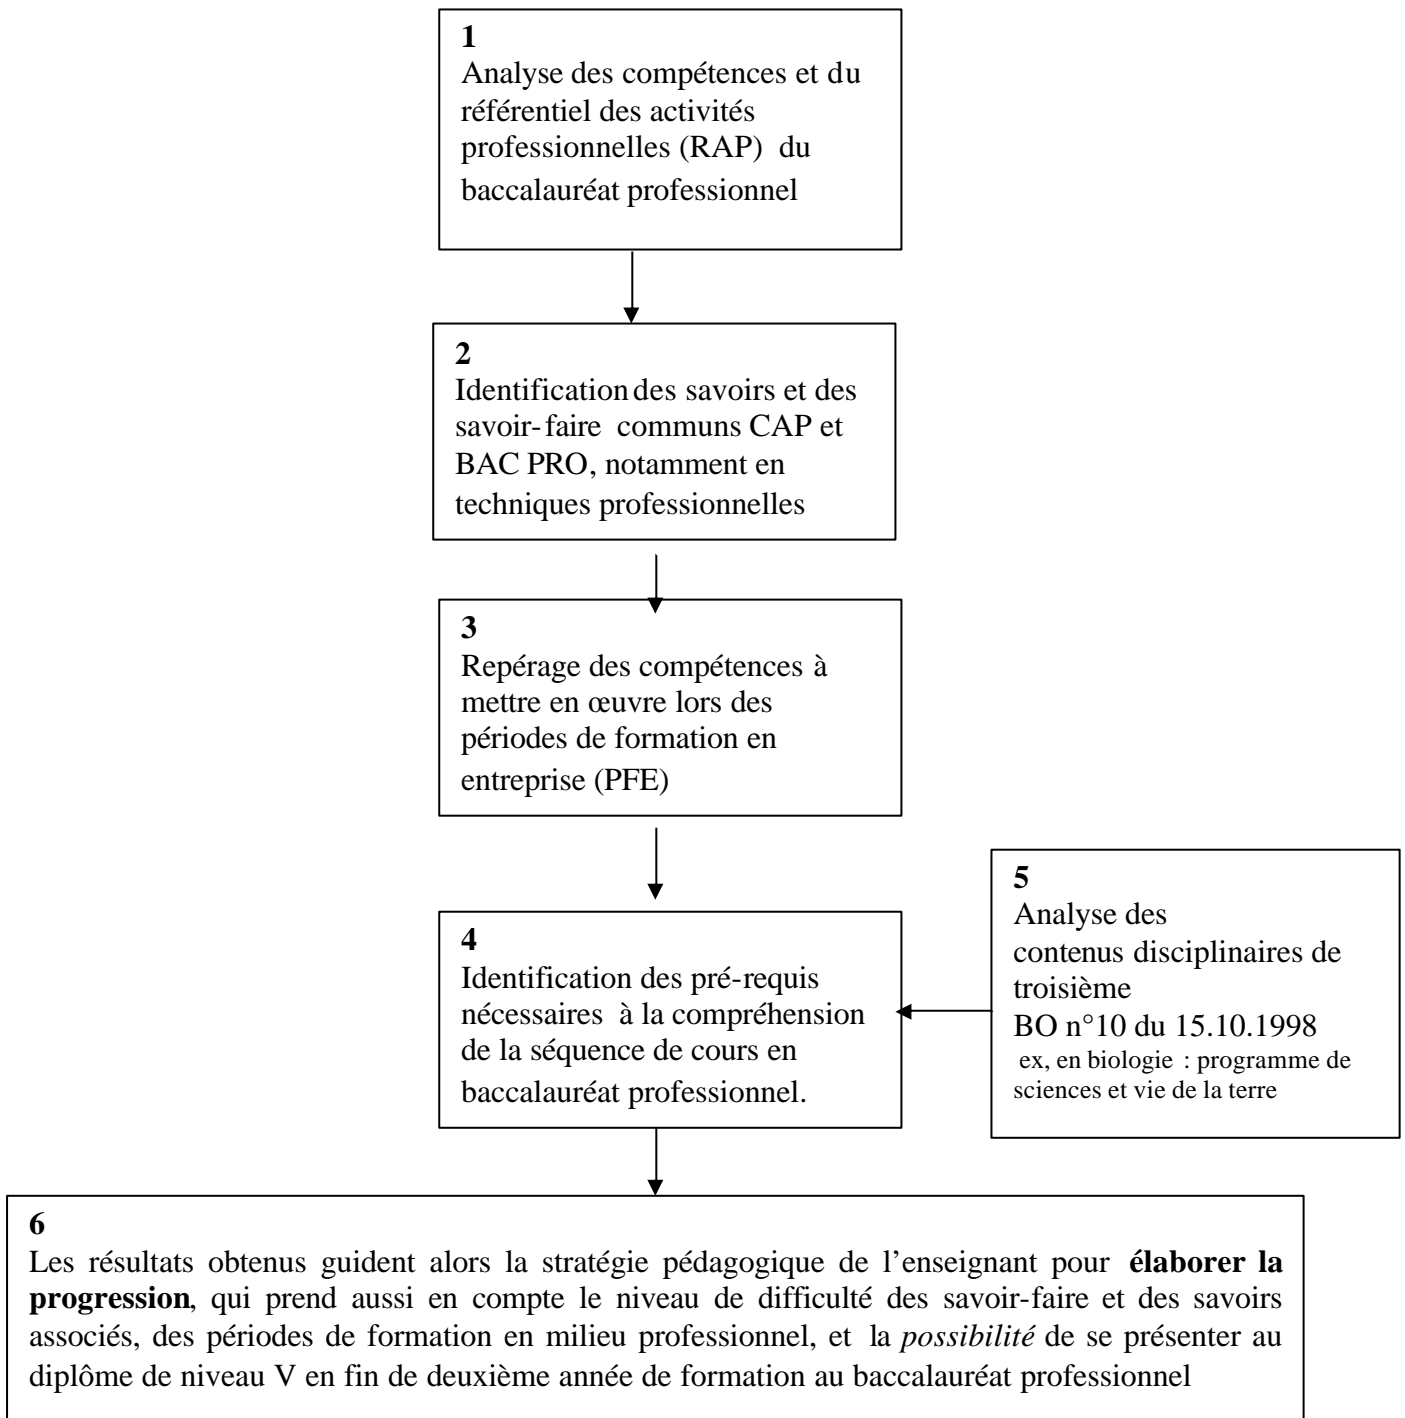 1
Analyse des compétences et du
référentiel des activités
professionnelles (RAP) du
baccalauréat professionnel
2
Identification des savoirs et des
savoir-faire communs CAP et
BAC PRO, notamment en
techniques professionnelles
3
Repérage des compétences à
mettre en œuvre lors des
périodes de formation en
entreprise (PFE)
4
Identification des pré-requis
nécessaires à la compréhension
de la séquence de cours en
baccalauréat professionnel.
5
Analyse des
contenus disciplinaires de
troisième
BO n°10 du 15.10.1998
ex, en biologie : programme de
sciences et vie de la terre
6
Les résultats obtenus guident alors la stratégie pédagogique de l’enseignant pour élaborer la
progression, qui prend aussi en compte le niveau de difficulté des savoir-faire et des savoirs
associés, des périodes de formation en milieu professionnel, et la possibilité de se présenter au
diplôme de niveau V en fin de deuxième année de formation au baccalauréat professionnel